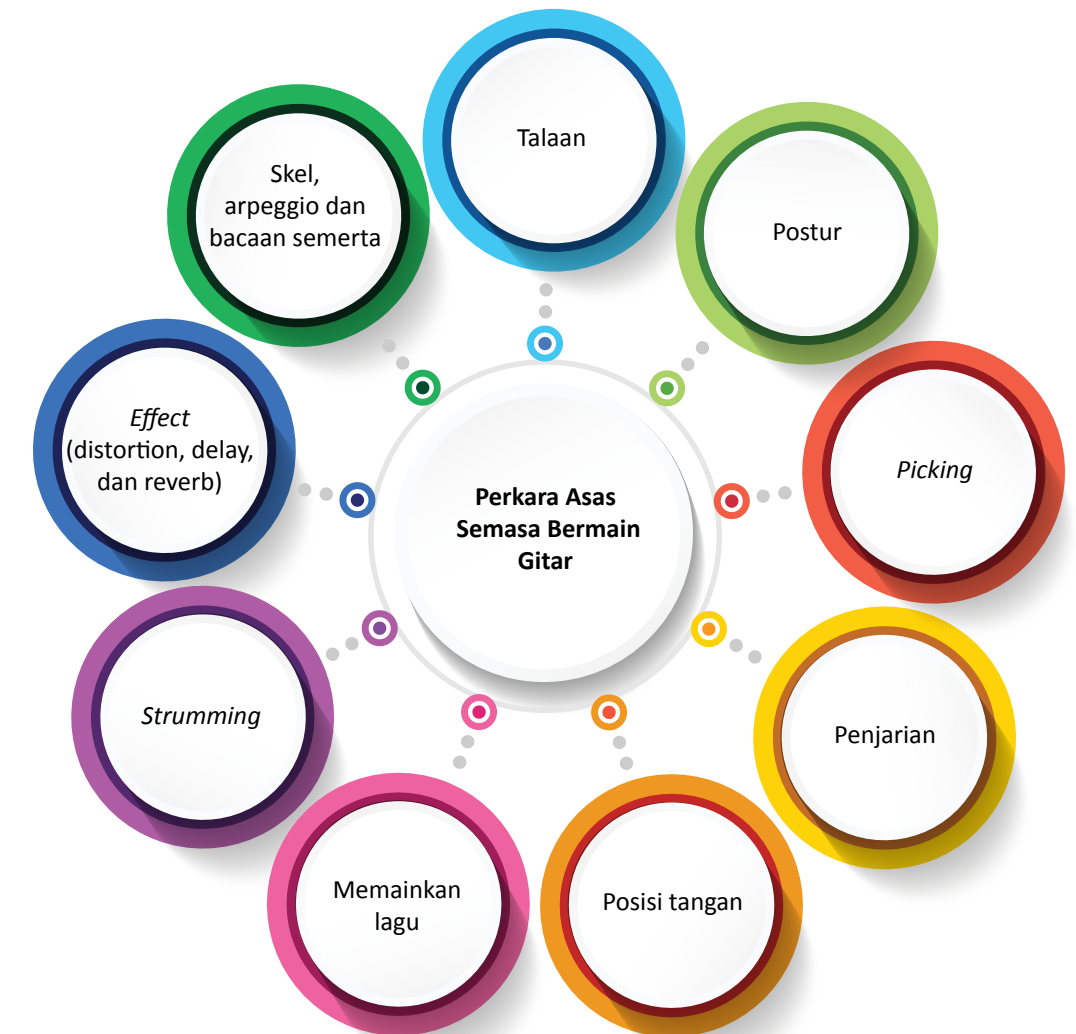 Talaan
Postur
Picking
Penjarian
Posisi tangan
Memainkan
lagu
Strumming
Effect
(distortion, delay,
dan reverb)
Skel,
arpeggio dan
bacaan semerta
Perkara Asas
Semasa Bermain
Gitar